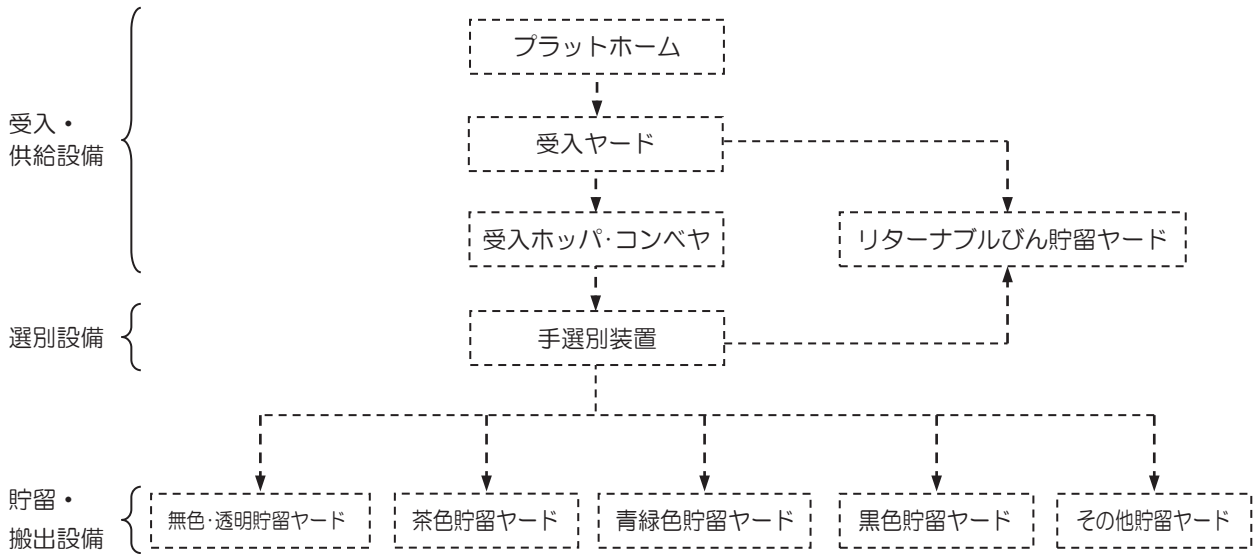 プラットホーム
受入・
供給設備
受入ヤード
受入ホッパ・コンベヤ
リターナブルびん貯留ヤード
選別設備
手選別装置
貯留・
搬出設備
無色・透明貯留ヤード
茶色貯留ヤード
青緑色貯留ヤード
黒色貯留ヤード
その他貯留ヤード